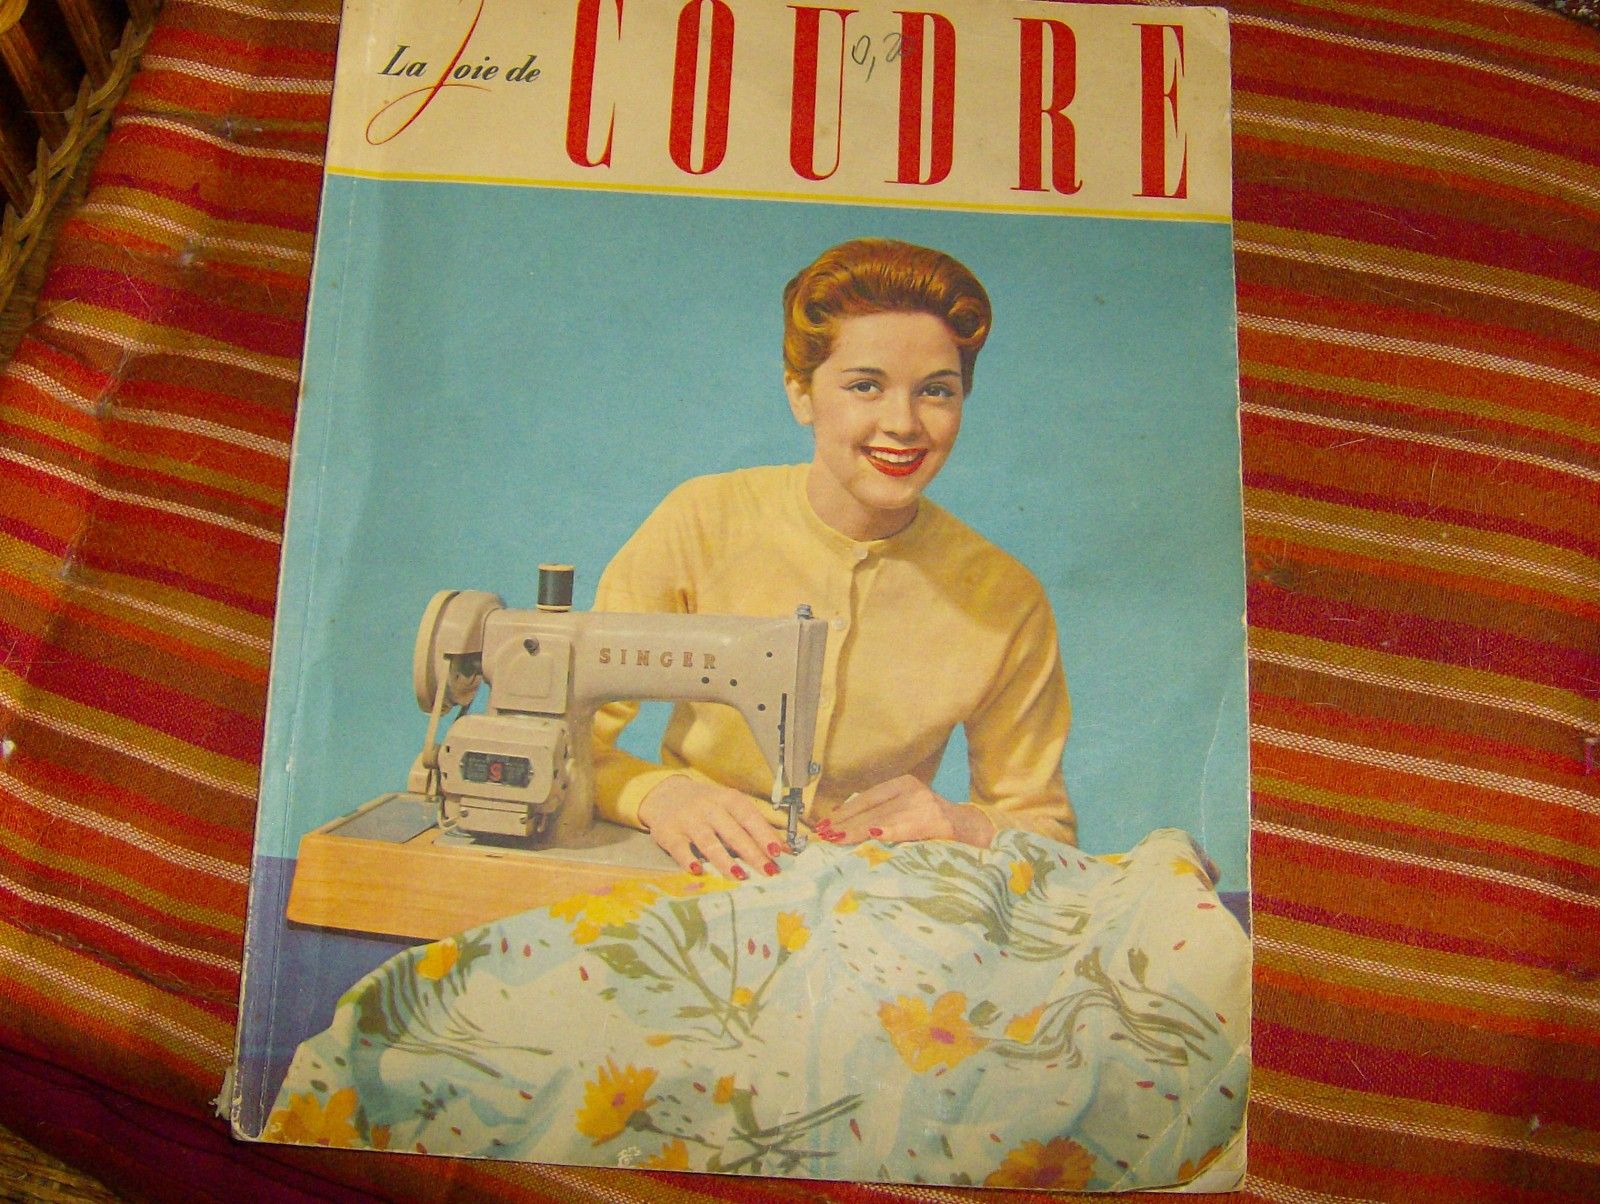 La Joie de COUDRE
SINGER